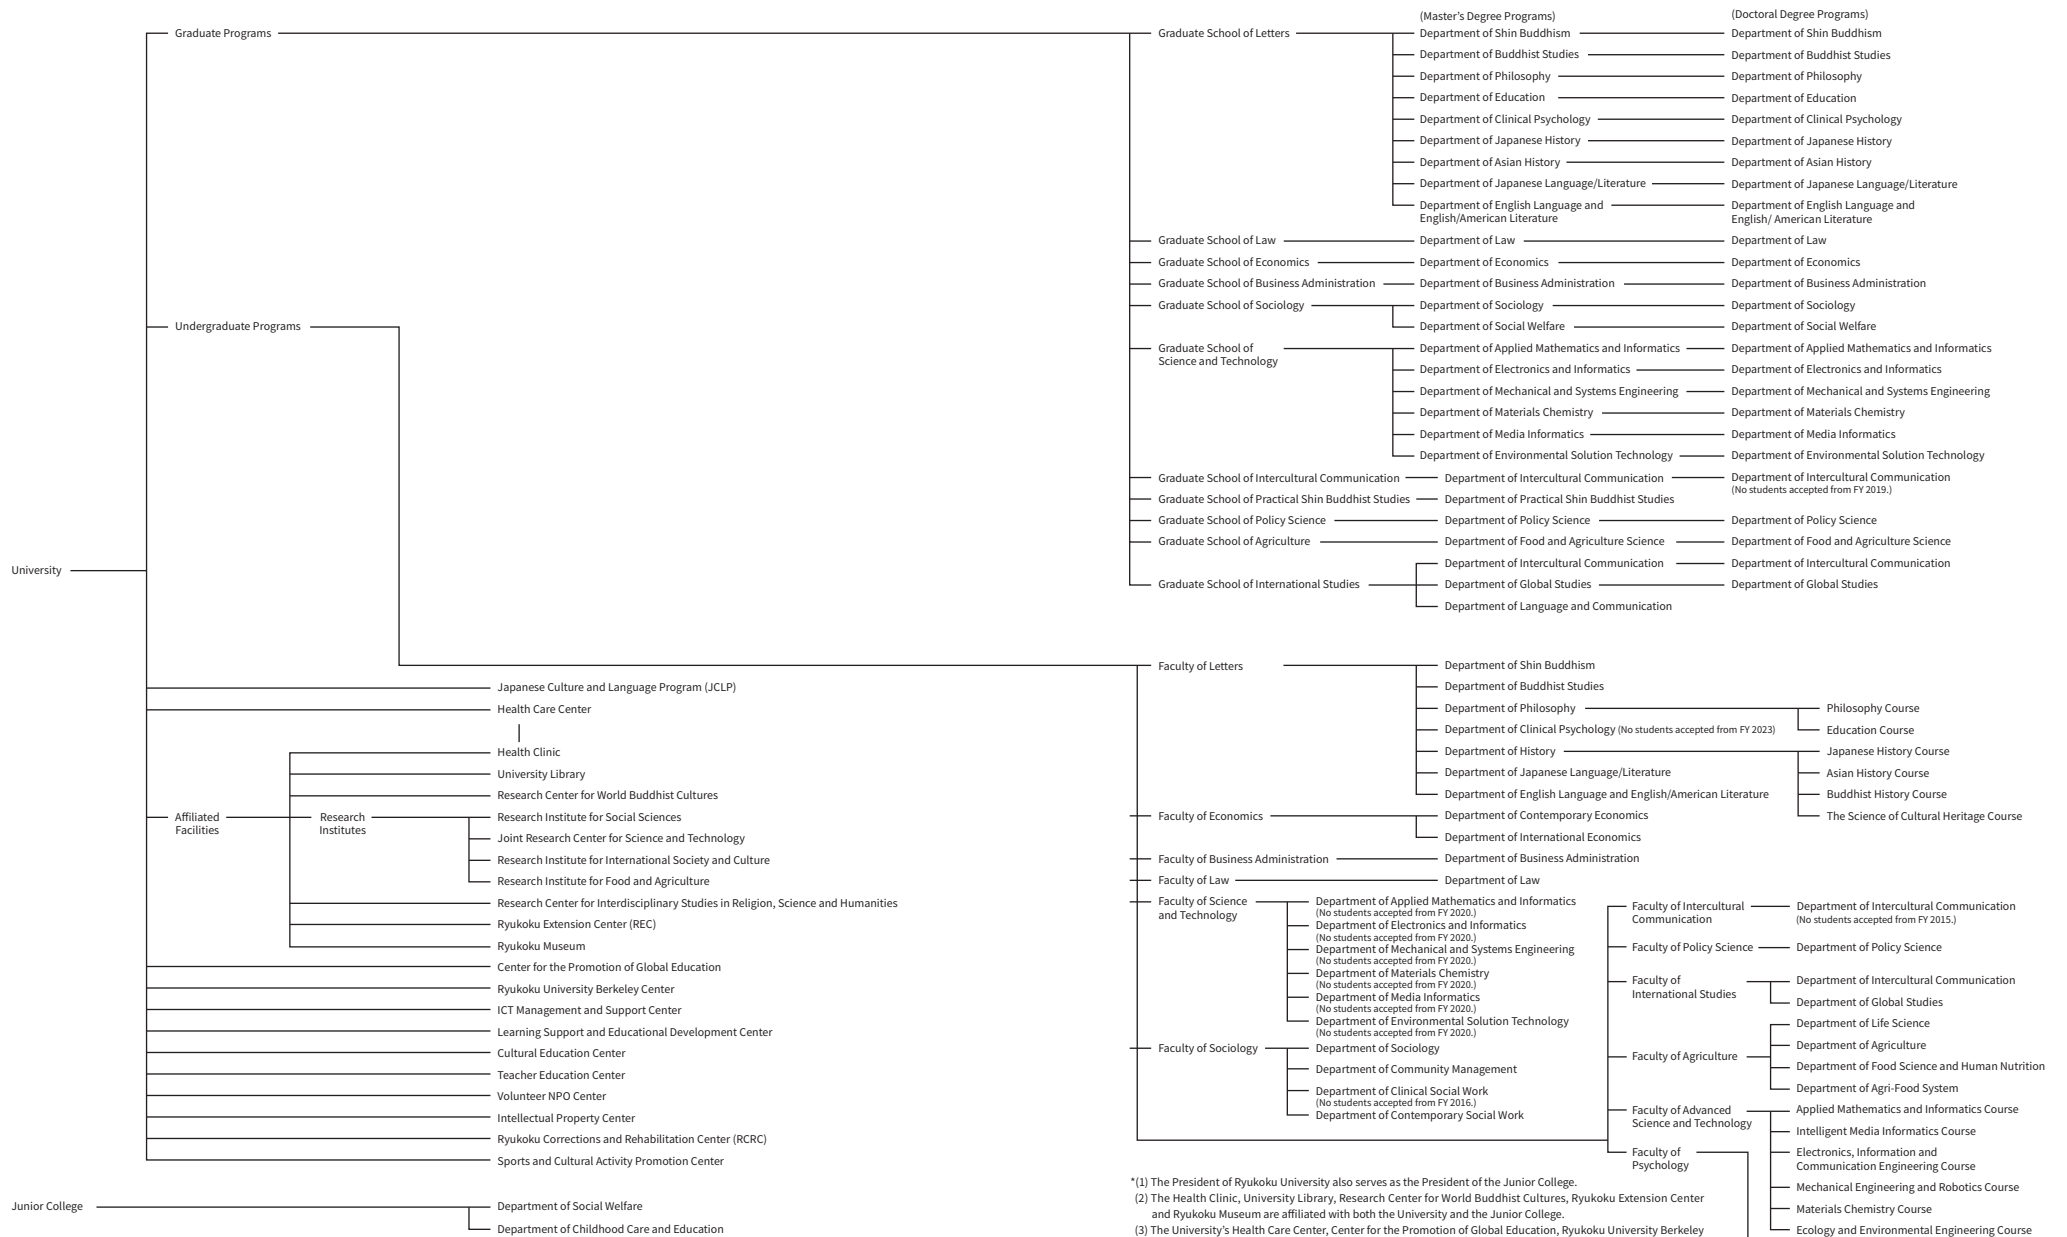 (Master's Degree Programs)
(Doctoral Degree Programs)
Graduate Programs
Graduate School of Letters
Department of Shin Buddhism
Department of Shin Buddhism
Department of Buddhist Studies
Department of Buddhist Studies
Department of Philosophy
Department of Philosophy
Department of Education
Department of Education
Department of Clinical Psychology
Department of Clinical Psychology
Department of Japanese History
Department of Japanese History
Department of Asian History
Department of Asian History
Department of Japanese Language/Literature
Department of Japanese Language/Literature
Department of English Language and
English/American Literature
Department of English Language and
English/ American Literature
Graduate School of Law
Department of Law
Department of Law
Graduate School of Economics
Department of Economics
Department of Economics
Graduate School of Business Administration
Department of Business Administration
Department of Business Administration
Graduate School of Sociology
Department of Sociology
Department of Sociology
Department of Social Welfare
Department of Social Welfare
Graduate School of
Science and Technology
Department of Applied Mathematics and Informatics
Department of Applied Mathematics and Informatics
Department of Electronics and Informatics
Department of Electronics and Informatics
Department of Mechanical and Systems Engineering
Department of Mechanical and Systems Engineering
Department of Materials Chemistry
Department of Materials Chemistry
Department of Media Informatics
Department of Media Informatics
Department of Environmental Solution Technology
Department of Environmental Solution Technology
Graduate School of Intercultural Communication
Department of Intercultural Communication
Department of Intercultural Communication
(No students accepted from FY 2019.)
Graduate School of Practical Shin Buddhist Studies
Department of Practical Shin Buddhist Studies
Graduate School of Policy Science
Department of Policy Science
Department of Policy Science
Graduate School of Agriculture
Department of Food and Agriculture Science
Department of Food and Agriculture Science
Graduate School of International Studies
Department of Intercultural Communication
Department of Intercultural Communication
Department of Global Studies
Department of Global Studies
Department of Language and Communication
University
Undergraduate Programs
Japanese Culture and Language Program (JCLP)
Health Care Center
Health Clinic
University Library
Research Center for World Buddhist Cultures
Affiliated
Facilities
Research
Institutes
Research Institute for Social Sciences
Joint Research Center for Science and Technology
Research Institute for International Society and Culture
Research Institute for Food and Agriculture
Research Center for Interdisciplinary Studies in Religion, Science and Humanities
Ryukoku Extension Center (REC)
Ryukoku Museum
Center for the Promotion of Global Education
Ryukoku University Berkeley Center
ICT Management and Support Center
Learning Support and Educational Development Center
Cultural Education Center
Teacher Education Center
Volunteer NPO Center
Intellectual Property Center
Ryukoku Corrections and Rehabilitation Center (RCRC)
Sports and Cultural Activity Promotion Center
Junior College
Department of Social Welfare
Department of Childhood Care and Education
Faculty of Letters
Department of Shin Buddhism
Department of Buddhist Studies
Department of Philosophy
Philosophy Course
Education Course
Department of Clinical Psychology (No students accepted from FY 2023)
Department of History
Japanese History Course
Asian History Course
Buddhist History Course
The Science of Cultural Heritage Course
Department of Japanese Language/Literature
Department of English Language and English/American Literature
Faculty of Economics
Department of Contemporary Economics
Department of International Economics
Faculty of Business Administration
Department of Business Administration
Faculty of Law
Department of Law
Faculty of Science
and Technology
Department of Applied Mathematics and Informatics
(No students accepted from FY 2020.)
Department of Electronics and Informatics
(No students accepted from FY 2020.)
Department of Mechanical and Systems Engineering
(No students accepted from FY 2020.)
Department of Materials Chemistry
(No students accepted from FY 2020.)
Department of Media Informatics
(No students accepted from FY 2020.)
Department of Environmental Solution Technology
(No students accepted from FY 2020.)
Faculty of Sociology
Department of Sociology
Department of Community Management
Department of Clinical Social Work
(No students accepted from FY 2016.)
Department of Contemporary Social Work
Faculty of Intercultural
Communication
Department of Intercultural Communication
(No students accepted from FY 2015.)
Faculty of Policy Science
Department of Policy Science
Faculty of
International Studies
Department of Intercultural Communication
Department of Global Studies
Faculty of Agriculture
Department of Life Science
Department of Agriculture
Department of Food Science and Human Nutrition
Department of Agri-Food System
Faculty of Advanced
Science and Technology
Applied Mathematics and Informatics Course
Intelligent Media Informatics Course
Electronics, Information and
Communication Engineering Course
Mechanical Engineering and Robotics Course
Materials Chemistry Course
Ecology and Environmental Engineering Course
Faculty of
Psychology
*(1) The President of Ryukoku University also serves as the President of the Junior College.
(2) The Health Clinic, University Library, Research Center for World Buddhist Cultures, Ryukoku Extension Center
and Ryukoku Museum are affiliated with both the University and the Junior College.
(3) The University's Health Care Center, Center for the Promotion of Global Education, Ryukoku University Berkeley